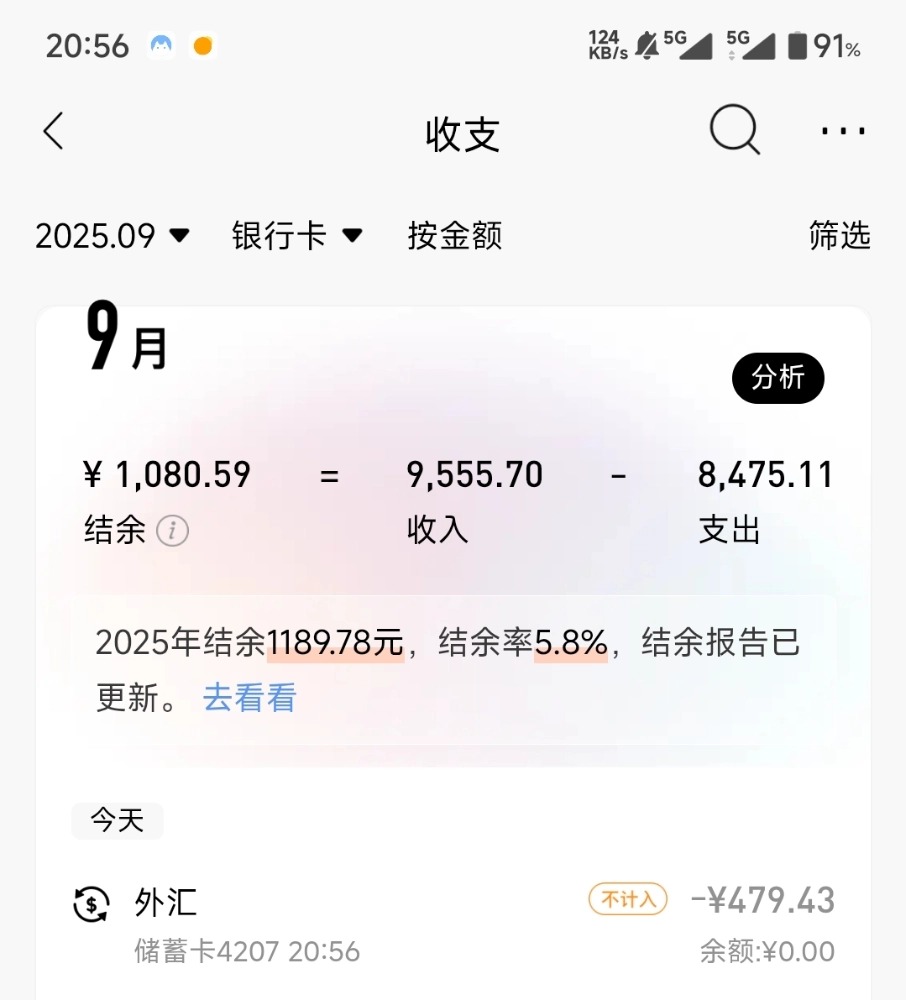 20:56 124 KB/s 5G 5G 91%
收支
2025.09 银行卡 按金额 筛选
9月
分析
¥ 1,080.59 = 9,555.70 - 8,475.11
结余 i 收入 支出
2025年结余1189.78元，结余率5.8%，结余报告已
更新。 去看看
今天
$ 外汇 不计入 -¥479.43
储蓄卡4207 20:56 余额:¥0.00